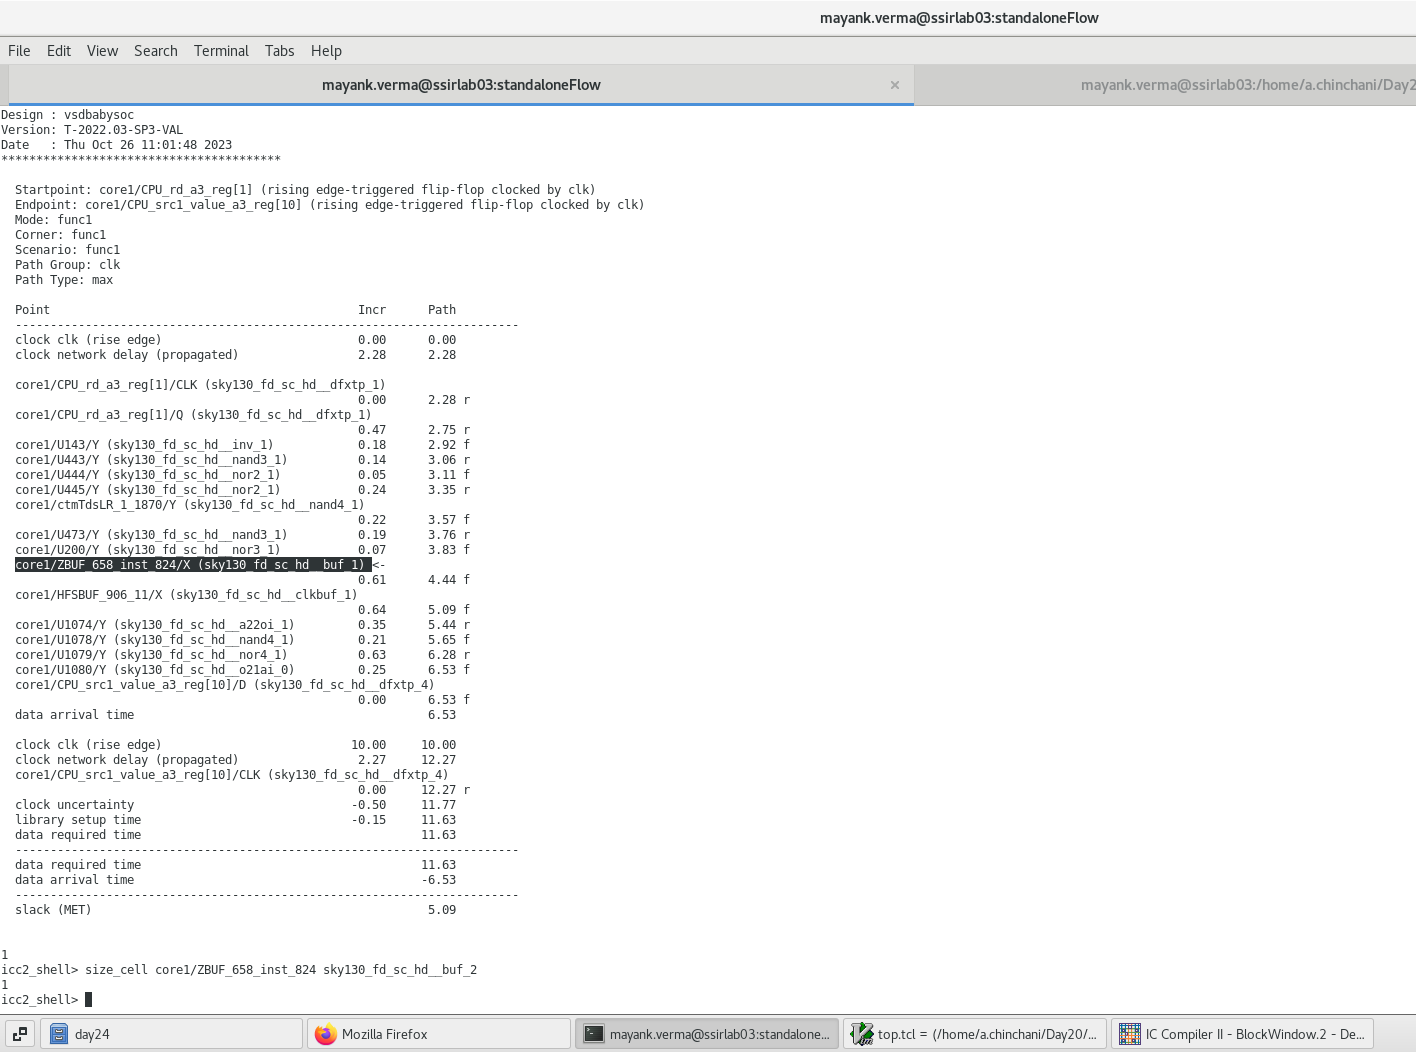 mayank.verma@ssirlab03:standaloneFlow
File Edit View Search Terminal Tabs Help
mayank.verma@ssirlab03:standaloneFlow × mayank.verma@ssirlab03:/home/a.chinchani/Day2
Design : vsdbabysoc
Version: T-2022.03-SP3-VAL
Date   : Thu Oct 26 11:01:48 2023
****************************************
  Startpoint: core1/CPU_rd_a3_reg[1] (rising edge-triggered flip-flop clocked by clk)
  Endpoint: core1/CPU_src1_value_a3_reg[10] (rising edge-triggered flip-flop clocked by clk)
  Mode: func1
  Corner: func1
  Scenario: func1
  Path Group: clk
  Path Type: max
  Point                                            Incr      Path
  ------------------------------------------------------------------------
  clock clk (rise edge)                            0.00      0.00
  clock network delay (propagated)                 2.28      2.28
  core1/CPU_rd_a3_reg[1]/CLK (sky130_fd_sc_hd__dfxtp_1)
                                                   0.00      2.28 r
  core1/CPU_rd_a3_reg[1]/Q (sky130_fd_sc_hd__dfxtp_1)
                                                   0.47      2.75 r
  core1/U143/Y (sky130_fd_sc_hd__inv_1)            0.18      2.92 f
  core1/U443/Y (sky130_fd_sc_hd__nand3_1)          0.14      3.06 r
  core1/U444/Y (sky130_fd_sc_hd__nor2_1)           0.05      3.11 f
  core1/U445/Y (sky130_fd_sc_hd__nor2_1)           0.24      3.35 r
  core1/ctmTdsLR_1_1870/Y (sky130_fd_sc_hd__nand4_1)
                                                   0.22      3.57 f
  core1/U473/Y (sky130_fd_sc_hd__nand3_1)          0.19      3.76 r
  core1/U200/Y (sky130_fd_sc_hd__nor3_1)           0.07      3.83 f
  core1/ZBUF_658_inst_824/X (sky130_fd_sc_hd__buf_1) <-
                                                   0.61      4.44 f
  core1/HFSBUF_906_11/X (sky130_fd_sc_hd__clkbuf_1)
                                                   0.64      5.09 f
  core1/U1074/Y (sky130_fd_sc_hd__a22oi_1)         0.35      5.44 r
  core1/U1078/Y (sky130_fd_sc_hd__nand4_1)         0.21      5.65 f
  core1/U1079/Y (sky130_fd_sc_hd__nor4_1)          0.63      6.28 r
  core1/U1080/Y (sky130_fd_sc_hd__o21ai_0)         0.25      6.53 f
  core1/CPU_src1_value_a3_reg[10]/D (sky130_fd_sc_hd__dfxtp_4)
                                                   0.00      6.53 f
  data arrival time                                          6.53
  clock clk (rise edge)                           10.00     10.00
  clock network delay (propagated)                 2.27     12.27
  core1/CPU_src1_value_a3_reg[10]/CLK (sky130_fd_sc_hd__dfxtp_4)
                                                   0.00     12.27 r
  clock uncertainty                               -0.50     11.77
  library setup time                              -0.15     11.63
  data required time                                        11.63
  ------------------------------------------------------------------------
  data required time                                        11.63
  data arrival time                                         -6.53
  ------------------------------------------------------------------------
  slack (MET)                                                5.09
1
icc2_shell> size_cell core1/ZBUF_658_inst_824 sky130_fd_sc_hd__buf_2
1
icc2_shell>
day24 Mozilla Firefox mayank.verma@ssirlab03:standalone... top.tcl = (/home/a.chinchani/Day20/... IC Compiler II - BlockWindow.2 - De...